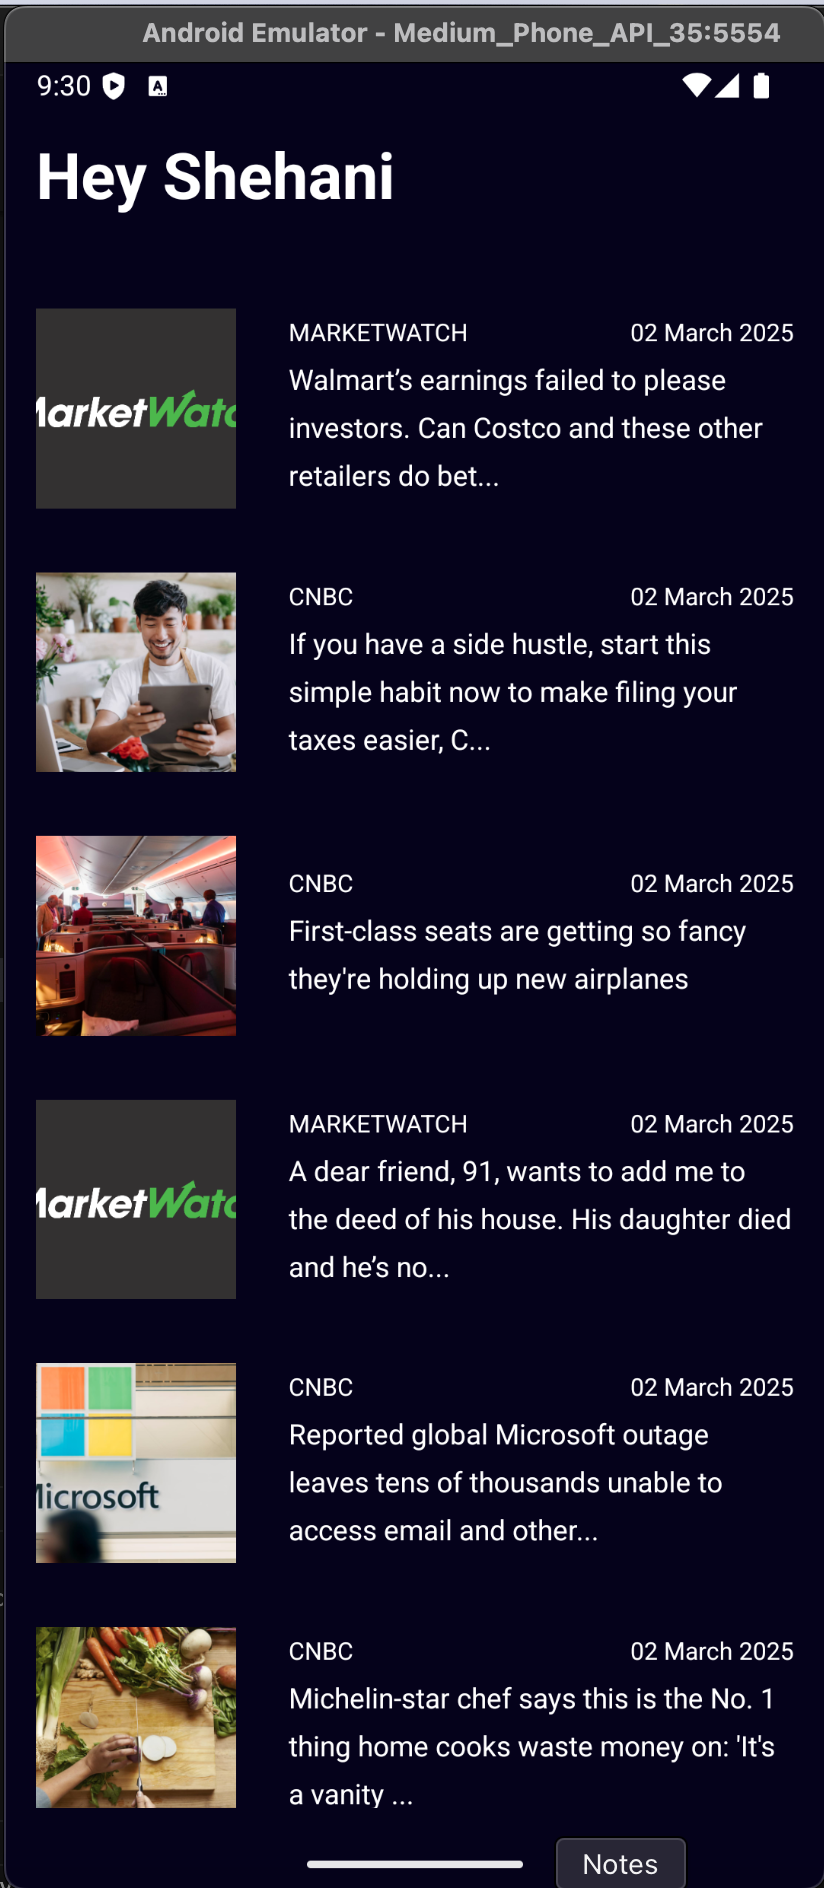 Android Emulator - Medium_Phone_API_35:5554
9:30
Hey Shehani
MARKETWATCH 02 March 2025
MarketWatc
Walmart’s earnings failed to please
investors. Can Costco and these other
retailers do bet...
CNBC 02 March 2025
If you have a side hustle, start this
simple habit now to make filing your
taxes easier, C...
CNBC 02 March 2025
First-class seats are getting so fancy
they're holding up new airplanes
MARKETWATCH 02 March 2025
MarketWatc
A dear friend, 91, wants to add me to
the deed of his house. His daughter died
and he’s no...
CNBC 02 March 2025
Reported global Microsoft outage
leaves tens of thousands unable to
access email and other...
Microsoft
CNBC 02 March 2025
Michelin-star chef says this is the No. 1
thing home cooks waste money on: 'It's
a vanity ...
Notes